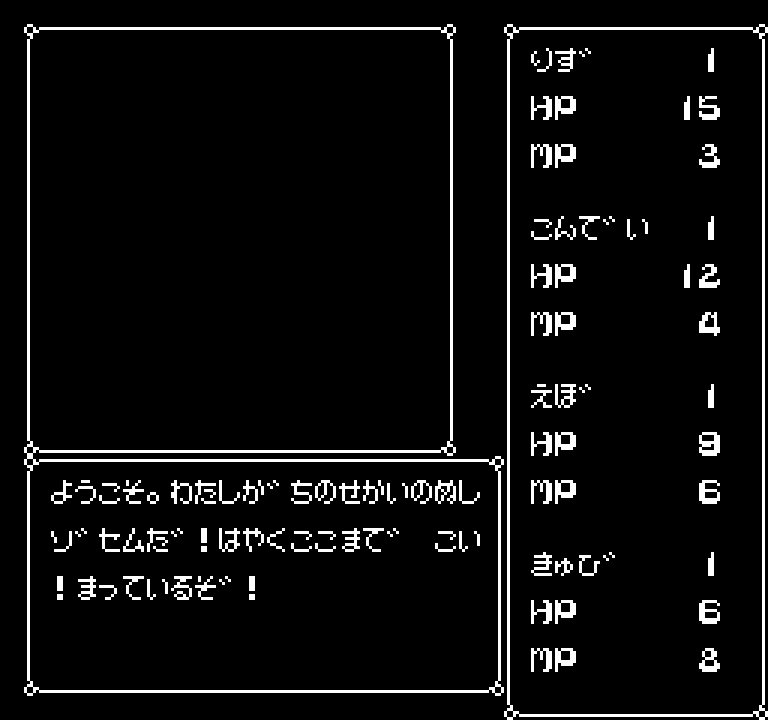 ようこそ。わたしが ちのせかいのぬし
ソ゛セムだ!はやくここまで こい
!まっているぞ!
りず 1
HP 15
MP 3
こんでい 1
HP 12
MP 4
えぼ 1
HP 9
MP 6
きゅび 1
HP 6
MP 8